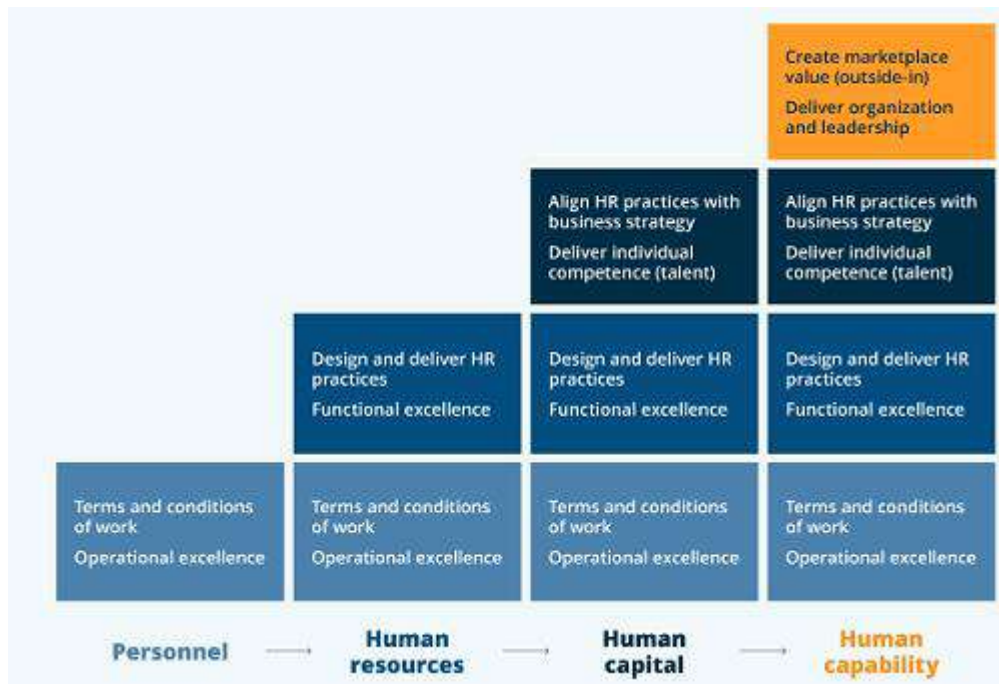 Create marketplace
value (outside-in)
Deliver organization
and leadership
Align HR practices with
business strategy
Deliver individual
competence (talent)
Align HR practices with
business strategy
Deliver individual
competence (talent)
Design and deliver HR
practices
Functional excellence
Design and deliver HR
practices
Functional excellence
Design and deliver HR
practices
Functional excellence
Terms and conditions
of work
Operational excellence
Terms and conditions
of work
Operational excellence
Terms and conditions
of work
Operational excellence
Terms and conditions
of work
Operational excellence
Personnel
Human
resources
Human
capital
Human
capability